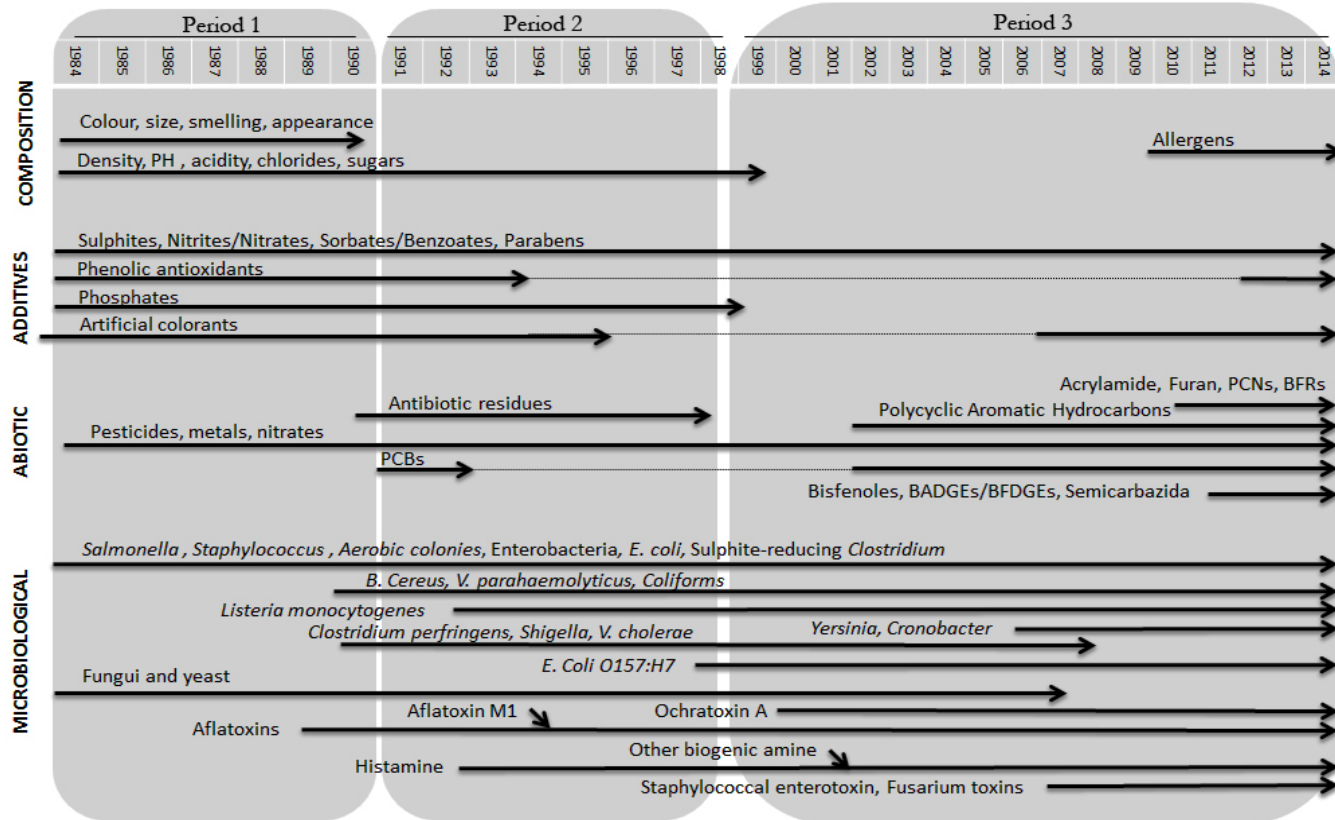 Period 1
Period 2
Period 3
1984 1985 1986 1987 1988 1989 1990 1991 1992 1993 1994 1995 1996 1997 1998 1999 2000 2001 2002 2003 2004 2005 2006 2007 2008 2009 2010 2011 2012 2013 2014
COMPOSITION
Colour, size, smelling, appearance
Allergens
Density, PH , acidity, chlorides, sugars
ADDITIVES
Sulphites, Nitrites/Nitrates, Sorbates/Benzoates, Parabens
Phenolic antioxidants
Phosphates
Artificial colorants
ABIOTIC
Acrylamide, Furan, PCNs, BFRs
Antibiotic residues
Polycyclic Aromatic Hydrocarbons
Pesticides, metals, nitrates
PCBs
Bisfenoles, BADGEs/BFDGEs, Semicarbazida
MICROBIOLOGICAL
Salmonella , Staphylococcus , Aerobic colonies, Enterobacteria, E. coli, Sulphite-reducing Clostridium
B. Cereus, V. parahaemolyticus, Coliforms
Listeria monocytogenes
Clostridium perfringens, Shigella, V. cholerae
Yersinia, Cronobacter
E. Coli O157:H7
Fungui and yeast
Aflatoxin M1
Ochratoxin A
Aflatoxins
Other biogenic amine
Histamine
Staphylococcal enterotoxin, Fusarium toxins